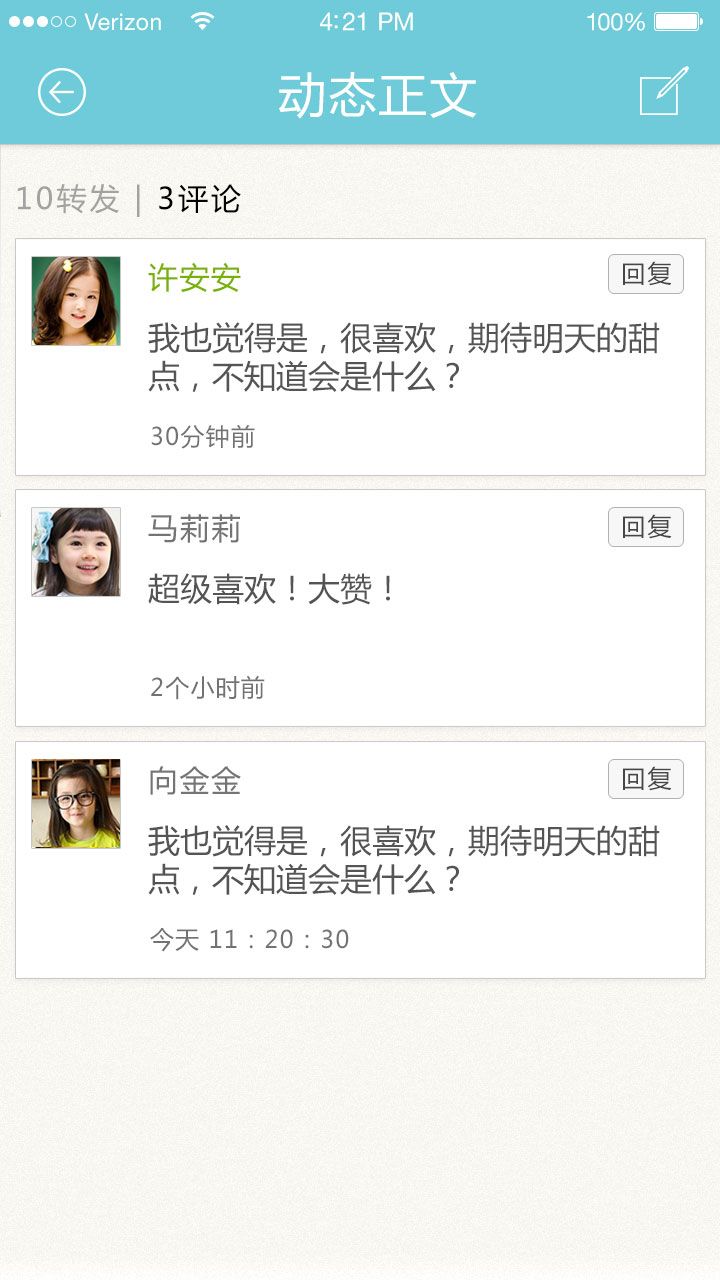 Verizon 4:21 PM 100%
动态正文
10转发 | 3评论
许安安 回复
我也觉得是，很喜欢，期待明天的甜
点，不知道会是什么？
30分钟前
马莉莉 回复
超级喜欢！大赞！
2个小时前
向金金 回复
我也觉得是，很喜欢，期待明天的甜
点，不知道会是什么？
今天 11：20：30